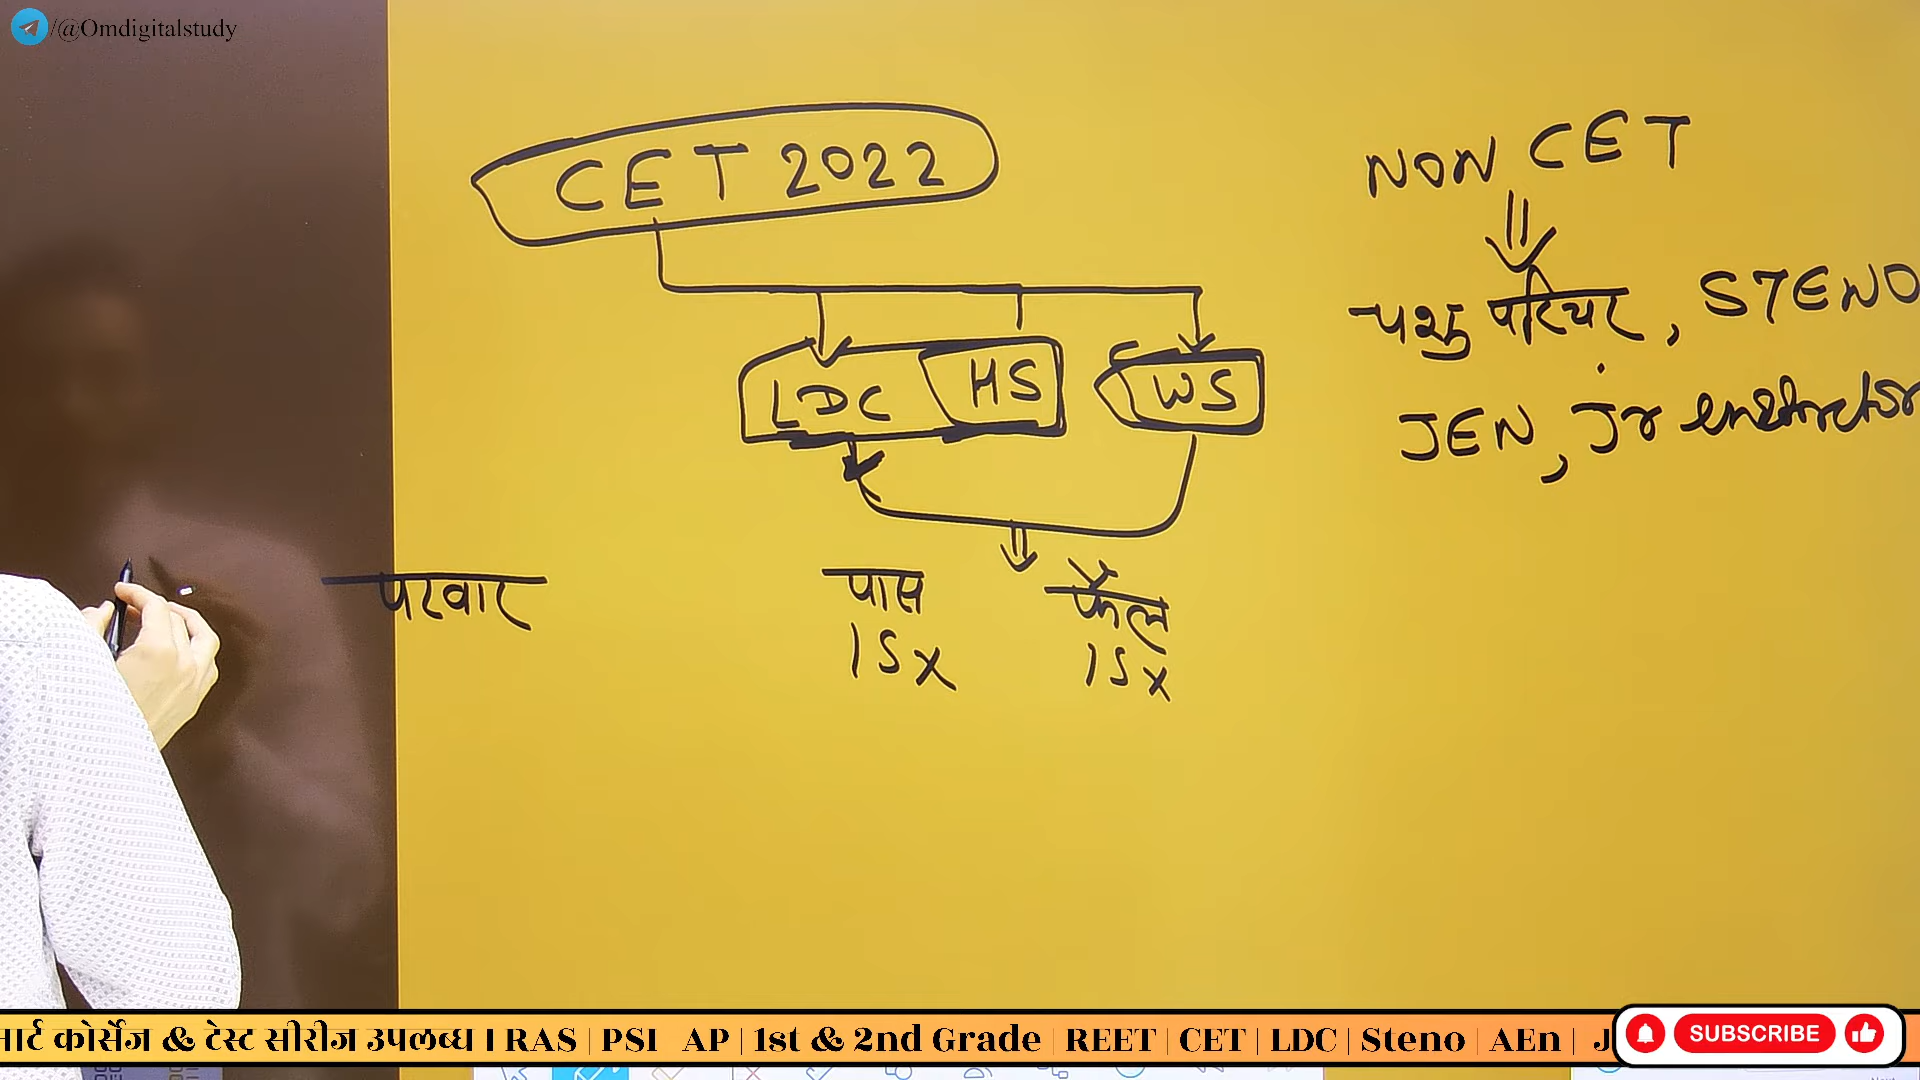 /@Omdigitalstudy
CET 2022
NON CET
पशु परिचर, STENO
LDC HS WS
JEN, Jr
परवार
पास फैल
15x 15x
मार्ट कोर्सेज & टेस्ट सीरीज उपलब्ध । RAS | PSI AP | 1st & 2nd Grade | REET | CET | LDC | Steno | AEn | J
SUBSCRIBE